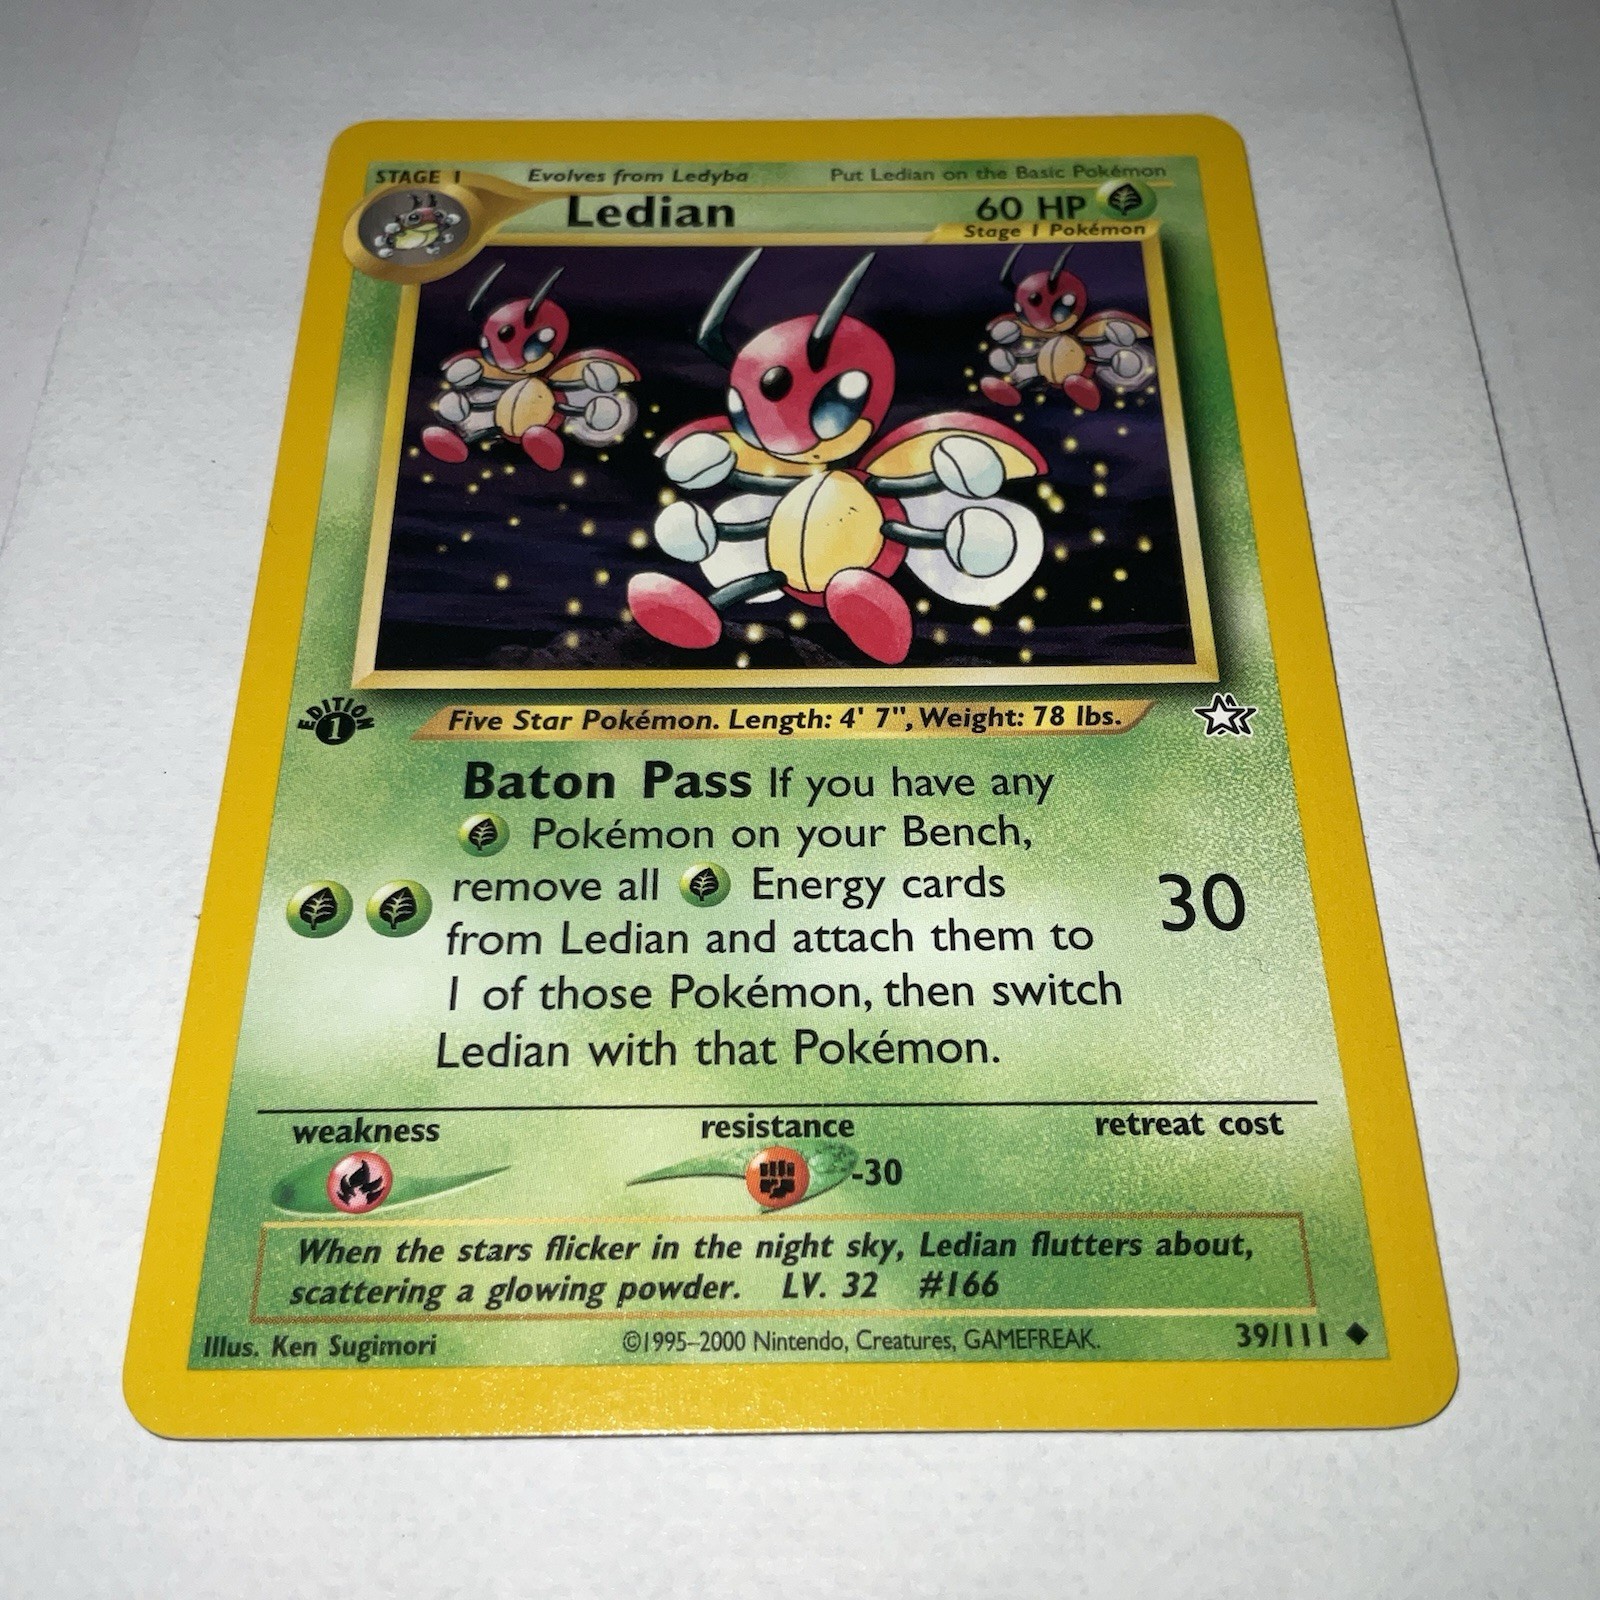 STAGE 1 Evolves from Ledyba Put Ledian on the Basic Pokémon
Ledian 60 HP
Stage 1 Pokémon
EDITION
1
Five Star Pokémon. Length: 4' 7", Weight: 78 lbs.
Baton Pass If you have any
Pokémon on your Bench,
remove all Energy cards
from Ledian and attach them to
1 of those Pokémon, then switch
Ledian with that Pokémon.
30
weakness resistance retreat cost
-30
When the stars flicker in the night sky, Ledian flutters about,
scattering a glowing powder. LV. 32 #166
Illus. Ken Sugimori ©1995–2000 Nintendo, Creatures, GAMEFREAK. 39/111